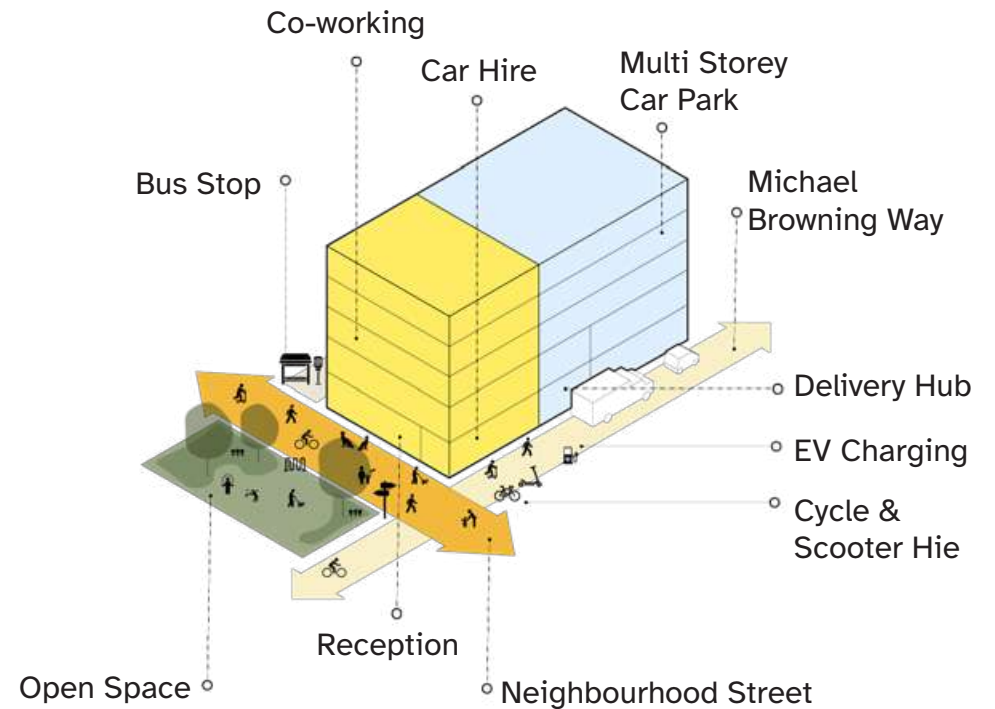 Co-working
Car Hire
Multi Storey
Car Park
Bus Stop
Michael
Browning Way
Delivery Hub
EV Charging
Cycle &
Scooter Hie
Reception
Open Space
Neighbourhood Street